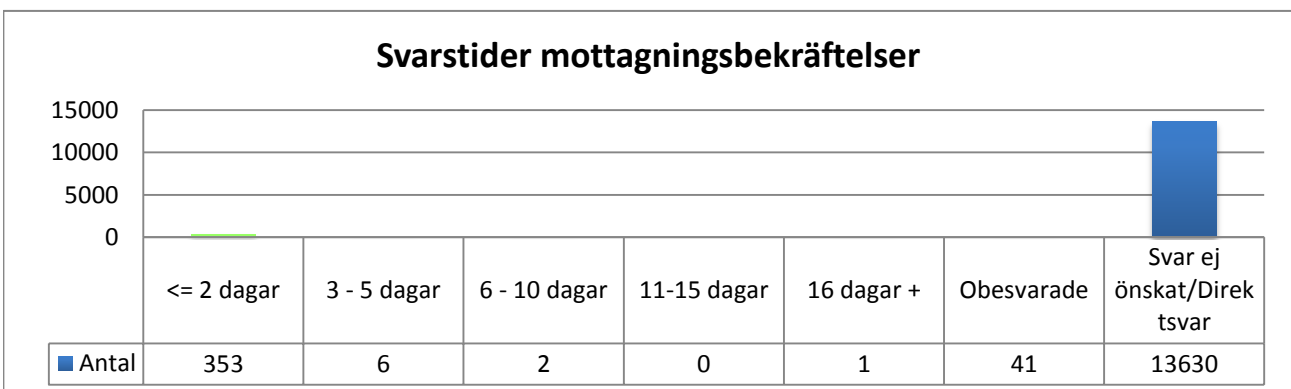 Svarstider mottagningsbekräftelser
15000
10000
5000
0
<= 2 dagar 3 - 5 dagar 6 - 10 dagar 11-15 dagar 16 dagar + Obesvarade Svar ej
önskat/Direk
tsvar
Antal 353 6 2 0 1 41 13630